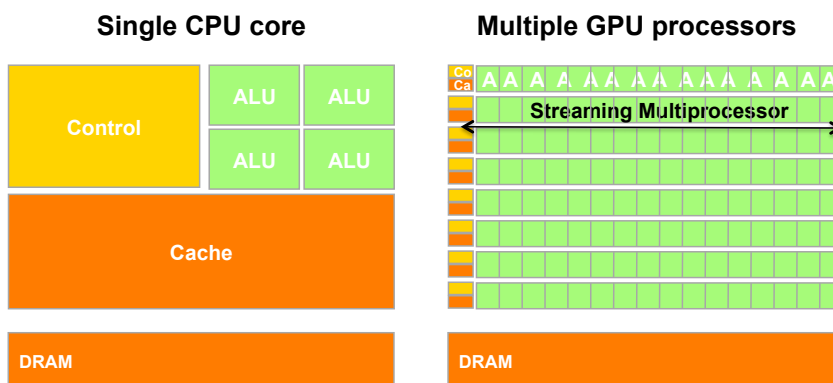 Single CPU core
Multiple GPU processors
Control
ALU
ALU
ALU
ALU
Cache
DRAM
Co
Ca
A A A A A A A A A A A A A A A
Streaming Multiprocessor
DRAM